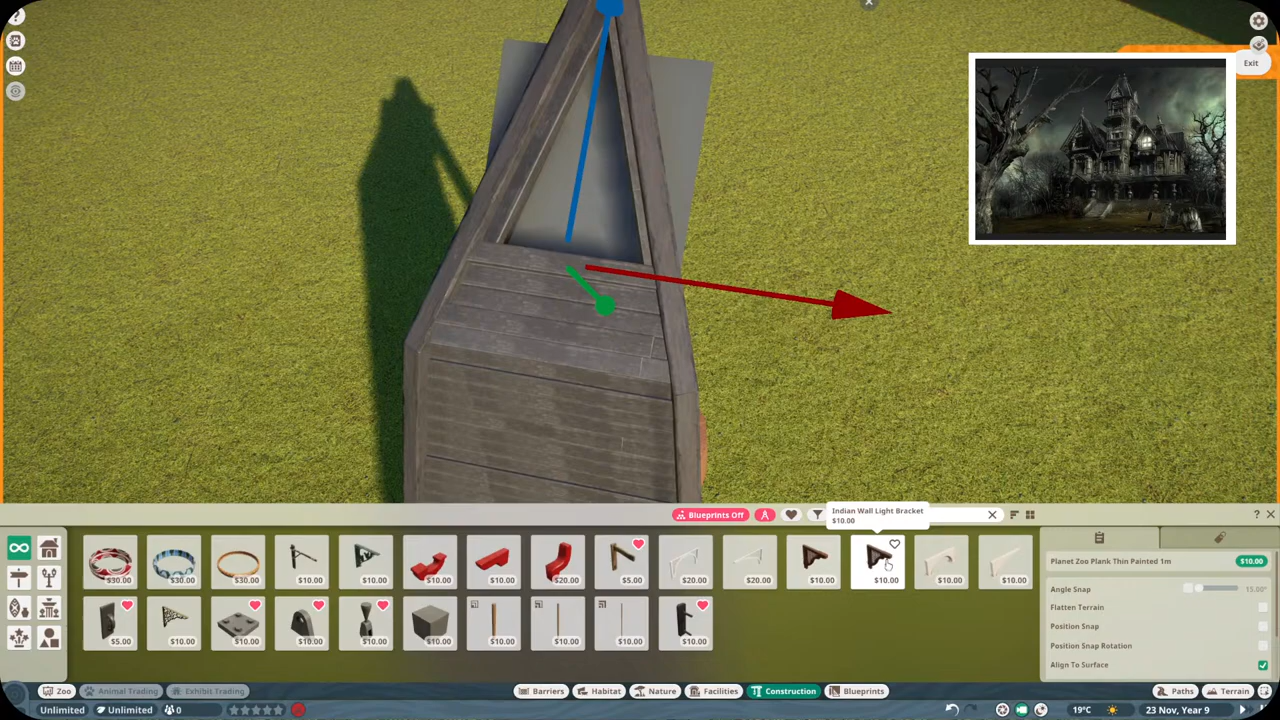 Exit
Indian Wall Light Bracket
$10.00
Blueprints Off
$30.00 $30.00 $30.00 $10.00 $10.00 $10.00 $10.00 $20.00 $5.00 $20.00 $20.00 $10.00 $10.00 $10.00 $10.00
$5.00 $10.00 $10.00 $10.00 $10.00 $10.00 $10.00 $10.00 $10.00 $10.00
Planet Zoo Plank Thin Painted 1m $10.00
Angle Snap 15.00°
Flatten Terrain
Position Snap
Position Snap Rotation
Align To Surface
Zoo Animal Trading Exhibit Trading Barriers Habitat Nature Facilities Construction Blueprints Paths Terrain
Unlimited Unlimited 0 19°C 23 Nov, Year 9